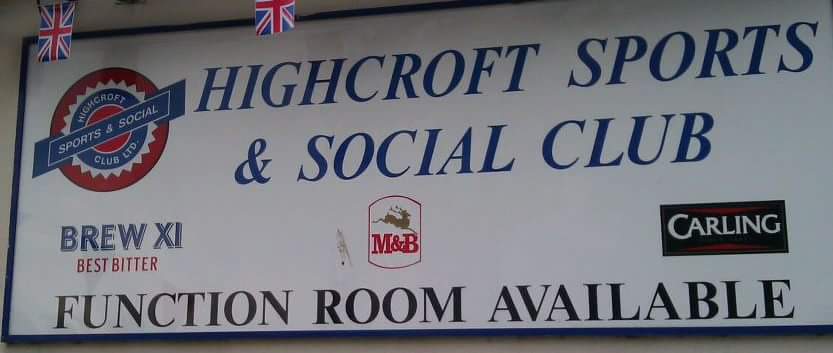 HIGHCROFT SPORTS
& SOCIAL CLUB
HIGHCROFT
SPORTS & SOCIAL
CLUB LTD.
BREW XI
BEST BITTER
M&B
CARLING
FUNCTION ROOM AVAILABLE